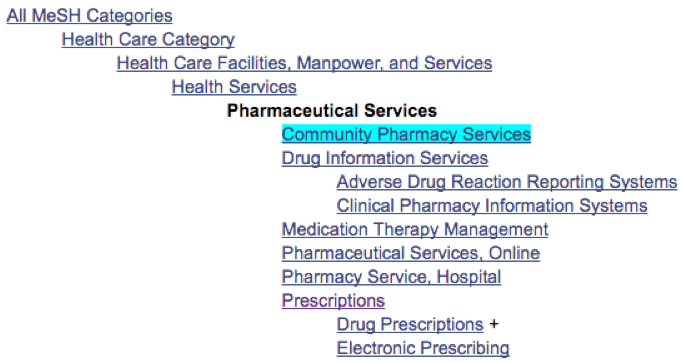 All MeSH Categories
Health Care Category
Health Care Facilities, Manpower, and Services
Health Services
Pharmaceutical Services
Community Pharmacy Services
Drug Information Services
Adverse Drug Reaction Reporting Systems
Clinical Pharmacy Information Systems
Medication Therapy Management
Pharmaceutical Services, Online
Pharmacy Service, Hospital
Prescriptions
Drug Prescriptions +
Electronic Prescribing